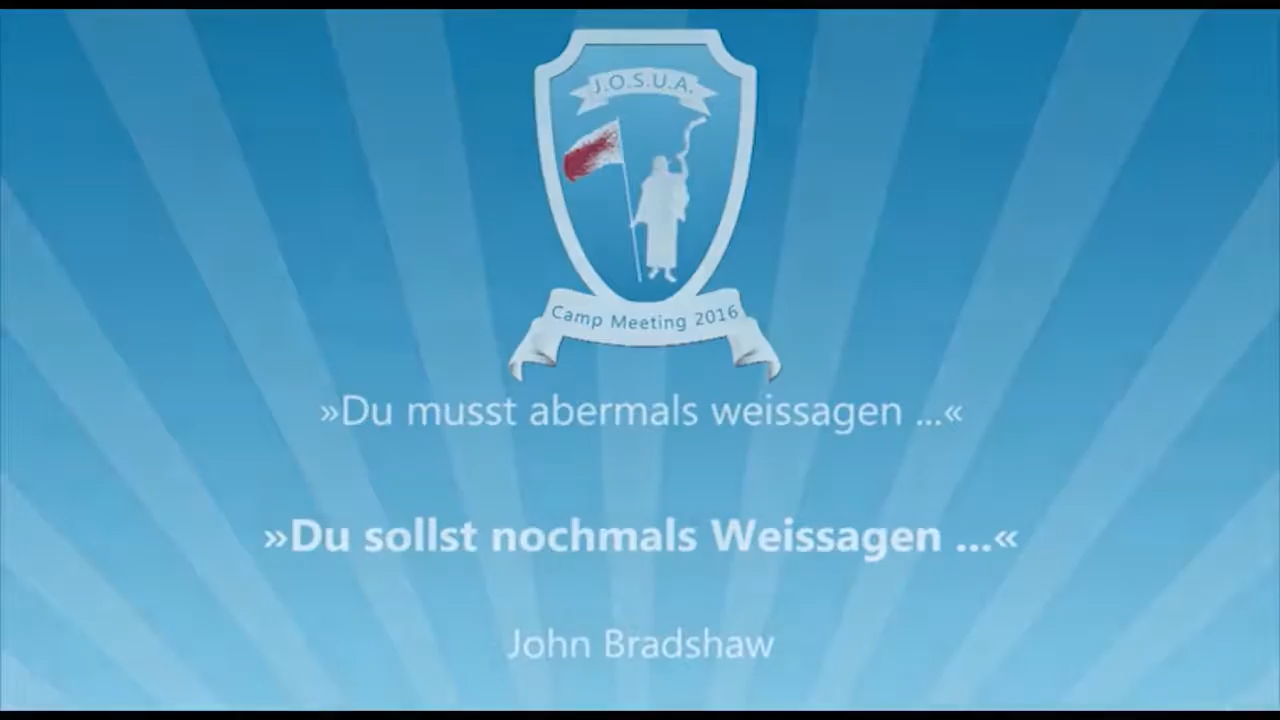 J.O.S.U.A.
Camp Meeting 2016
»Du musst abermals weissagen ...«
»Du sollst nochmals Weissagen ...«
John Bradshaw